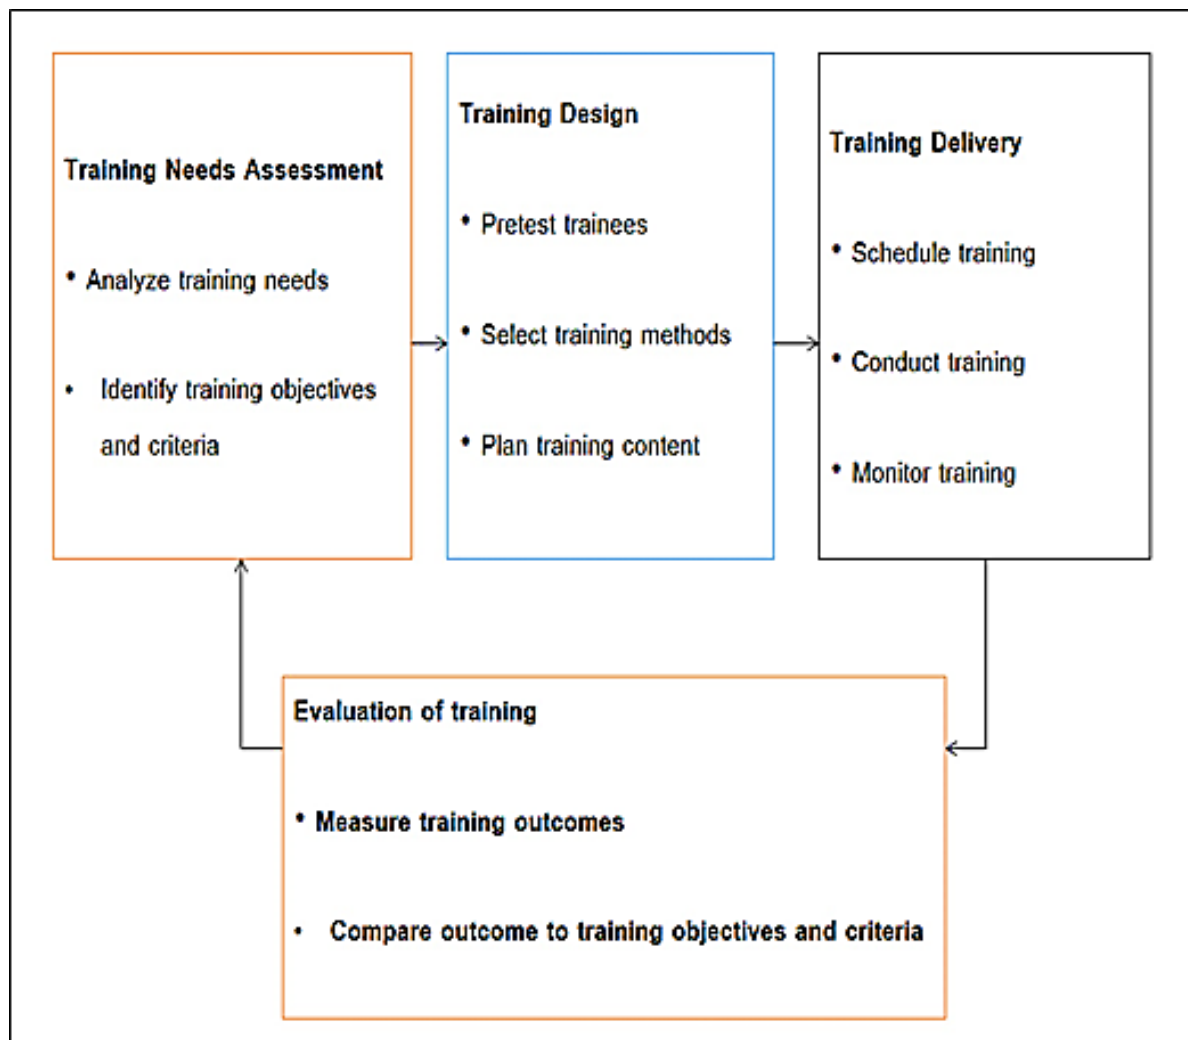 Training Needs Assessment
• Analyze training needs
• Identify training objectives
and criteria
Training Design
• Pretest trainees
• Select training methods
• Plan training content
Training Delivery
• Schedule training
• Conduct training
• Monitor training
Evaluation of training
• Measure training outcomes
• Compare outcome to training objectives and criteria